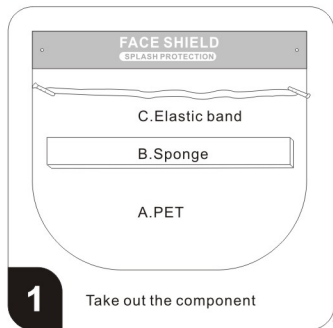 FACE SHIELD
SPLASH PROTECTION
C.Elastic band
B.Sponge
A.PET
1 Take out the component